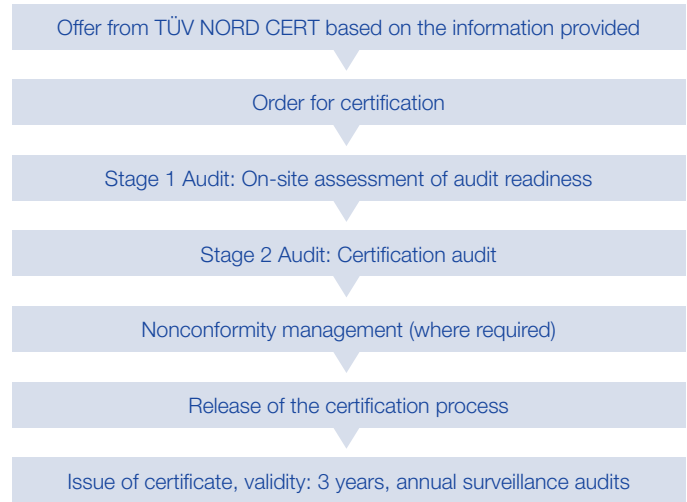 Offer from TÜV NORD CERT based on the information provided
Order for certification
Stage 1 Audit: On-site assessment of audit readiness
Stage 2 Audit: Certification audit
Nonconformity management (where required)
Release of the certification process
Issue of certificate, validity: 3 years, annual surveillance audits